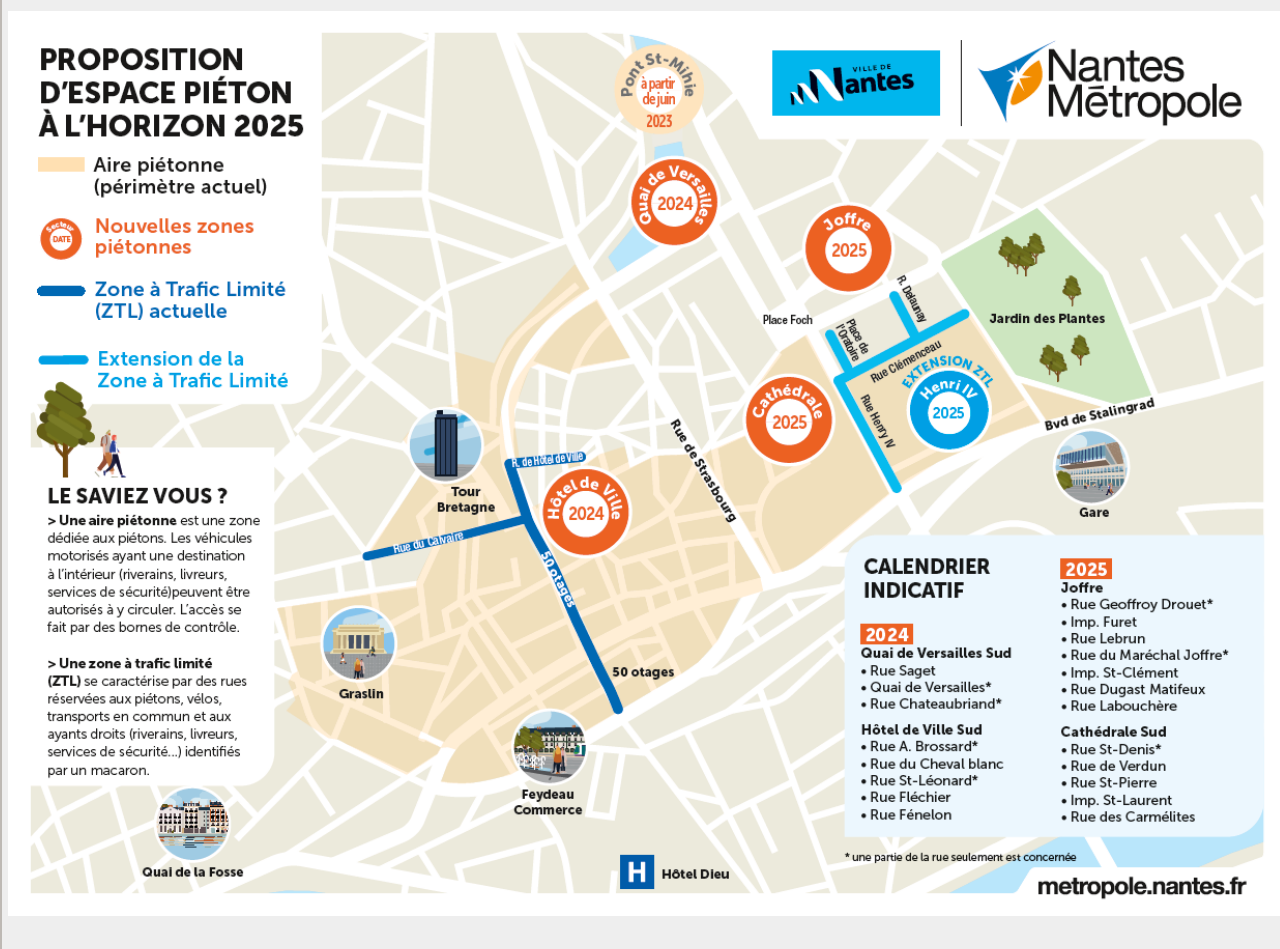 PROPOSITION
D'ESPACE PIÉTON
À L'HORIZON 2025
Aire piétonne
(périmètre actuel)
Secteur
DATE
Nouvelles zones
piétonnes
Zone à Trafic Limité
(ZTL) actuelle
Extension de la
Zone à Trafic Limité
LE SAVIEZ VOUS ?
> Une aire piétonne est une zone
dédiée aux piétons. Les véhicules
motorisés ayant une destination
à l'intérieur (riverains, livreurs,
services de sécurité)peuvent être
autorisés à y circuler. L'accès se
fait par des bornes de contrôle.
> Une zone à trafic limité
(ZTL) se caractérise par des rues
réservées aux piétons, vélos,
transports en commun et aux
ayants droits (riverains, livreurs,
services de sécurité...) identifiés
par un macaron.
VILLE DE
Nantes
Nantes
Métropole
Pont St-Mihie
à partir
de juin
2023
Quai de Versailles
2024
Joffre
2025
R. Delaunay
Place Foch
Place de
l'Oratoire
Jardin des Plantes
Rue Clémenceau
EXTENSION ZTL
Henri IV
2025
Rue Henry IV
Cathédrale
2025
Bvd de Stalingrad
Gare
Rue de Strasbourg
Tour
Bretagne
R. de Hôtel de Ville
Hôtel de Ville
2024
Rue du Calvaire
50 otages
50 otages
Graslin
Feydeau
Commerce
Quai de la Fosse
H
Hôtel Dieu
CALENDRIER
INDICATIF
2024
Quai de Versailles Sud
• Rue Saget
• Quai de Versailles*
• Rue Chateaubriand*
Hôtel de Ville Sud
• Rue A. Brossard*
• Rue du Cheval blanc
• Rue St-Léonard*
• Rue Fléchier
• Rue Fénelon
2025
Joffre
• Rue Geoffroy Drouet*
• Imp. Furet
• Rue Lebrun
• Rue du Maréchal Joffre*
• Imp. St-Clément
• Rue Dugast Matifeux
• Rue Labouchère
Cathédrale Sud
• Rue St-Denis*
• Rue de Verdun
• Rue St-Pierre
• Imp. St-Laurent
• Rue des Carmélites
* une partie de la rue seulement est concernée
metropole.nantes.fr